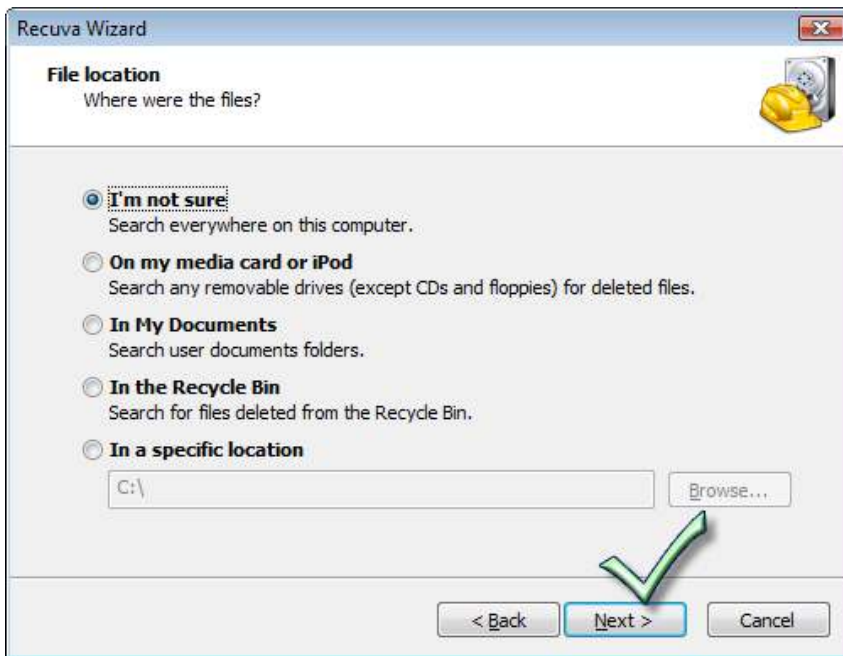 Recuva Wizard
File location
Where were the files?
I'm not sure
Search everywhere on this computer.
On my media card or iPod
Search any removable drives (except CDs and floppies) for deleted files.
In My Documents
Search user documents folders.
In the Recycle Bin
Search for files deleted from the Recycle Bin.
In a specific location
C:\
Browse...
< Back
Next >
Cancel